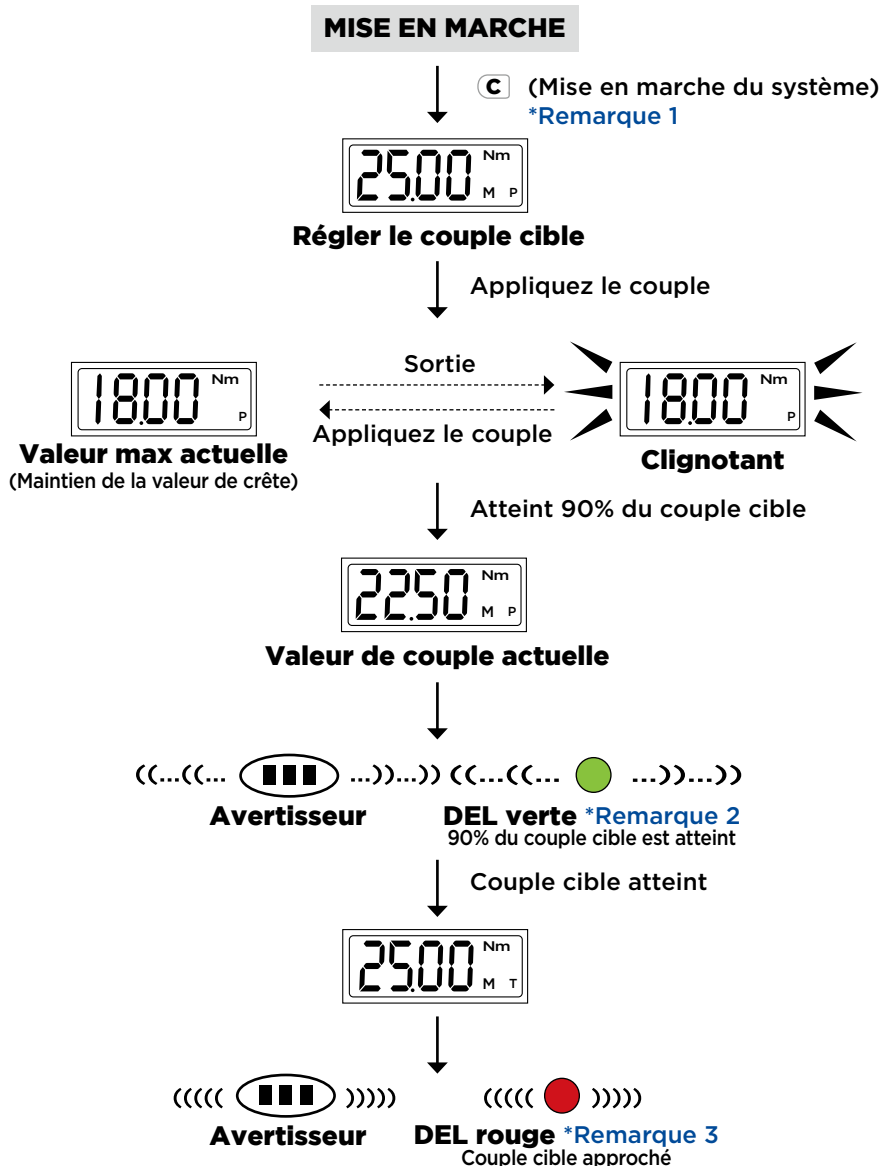 MISE EN MARCHE
C (Mise en marche du système)
*Remarque 1
25.00 Nm
M P
Régler le couple cible
Appliquez le couple
18.00 Nm
P
Valeur max actuelle
(Maintien de la valeur de crête)
Sortie
Appliquez le couple
18.00 Nm
P
Clignotant
Atteint 90% du couple cible
22.50 Nm
M P
Valeur de couple actuelle
((...((... ...))...)) ((...((... ...))...))
Avertisseur
DEL verte *Remarque 2
90% du couple cible est atteint
Couple cible atteint
25.00 Nm
M T
((((( ))))) ((((( )))))
Avertisseur
DEL rouge *Remarque 3
Couple cible approché